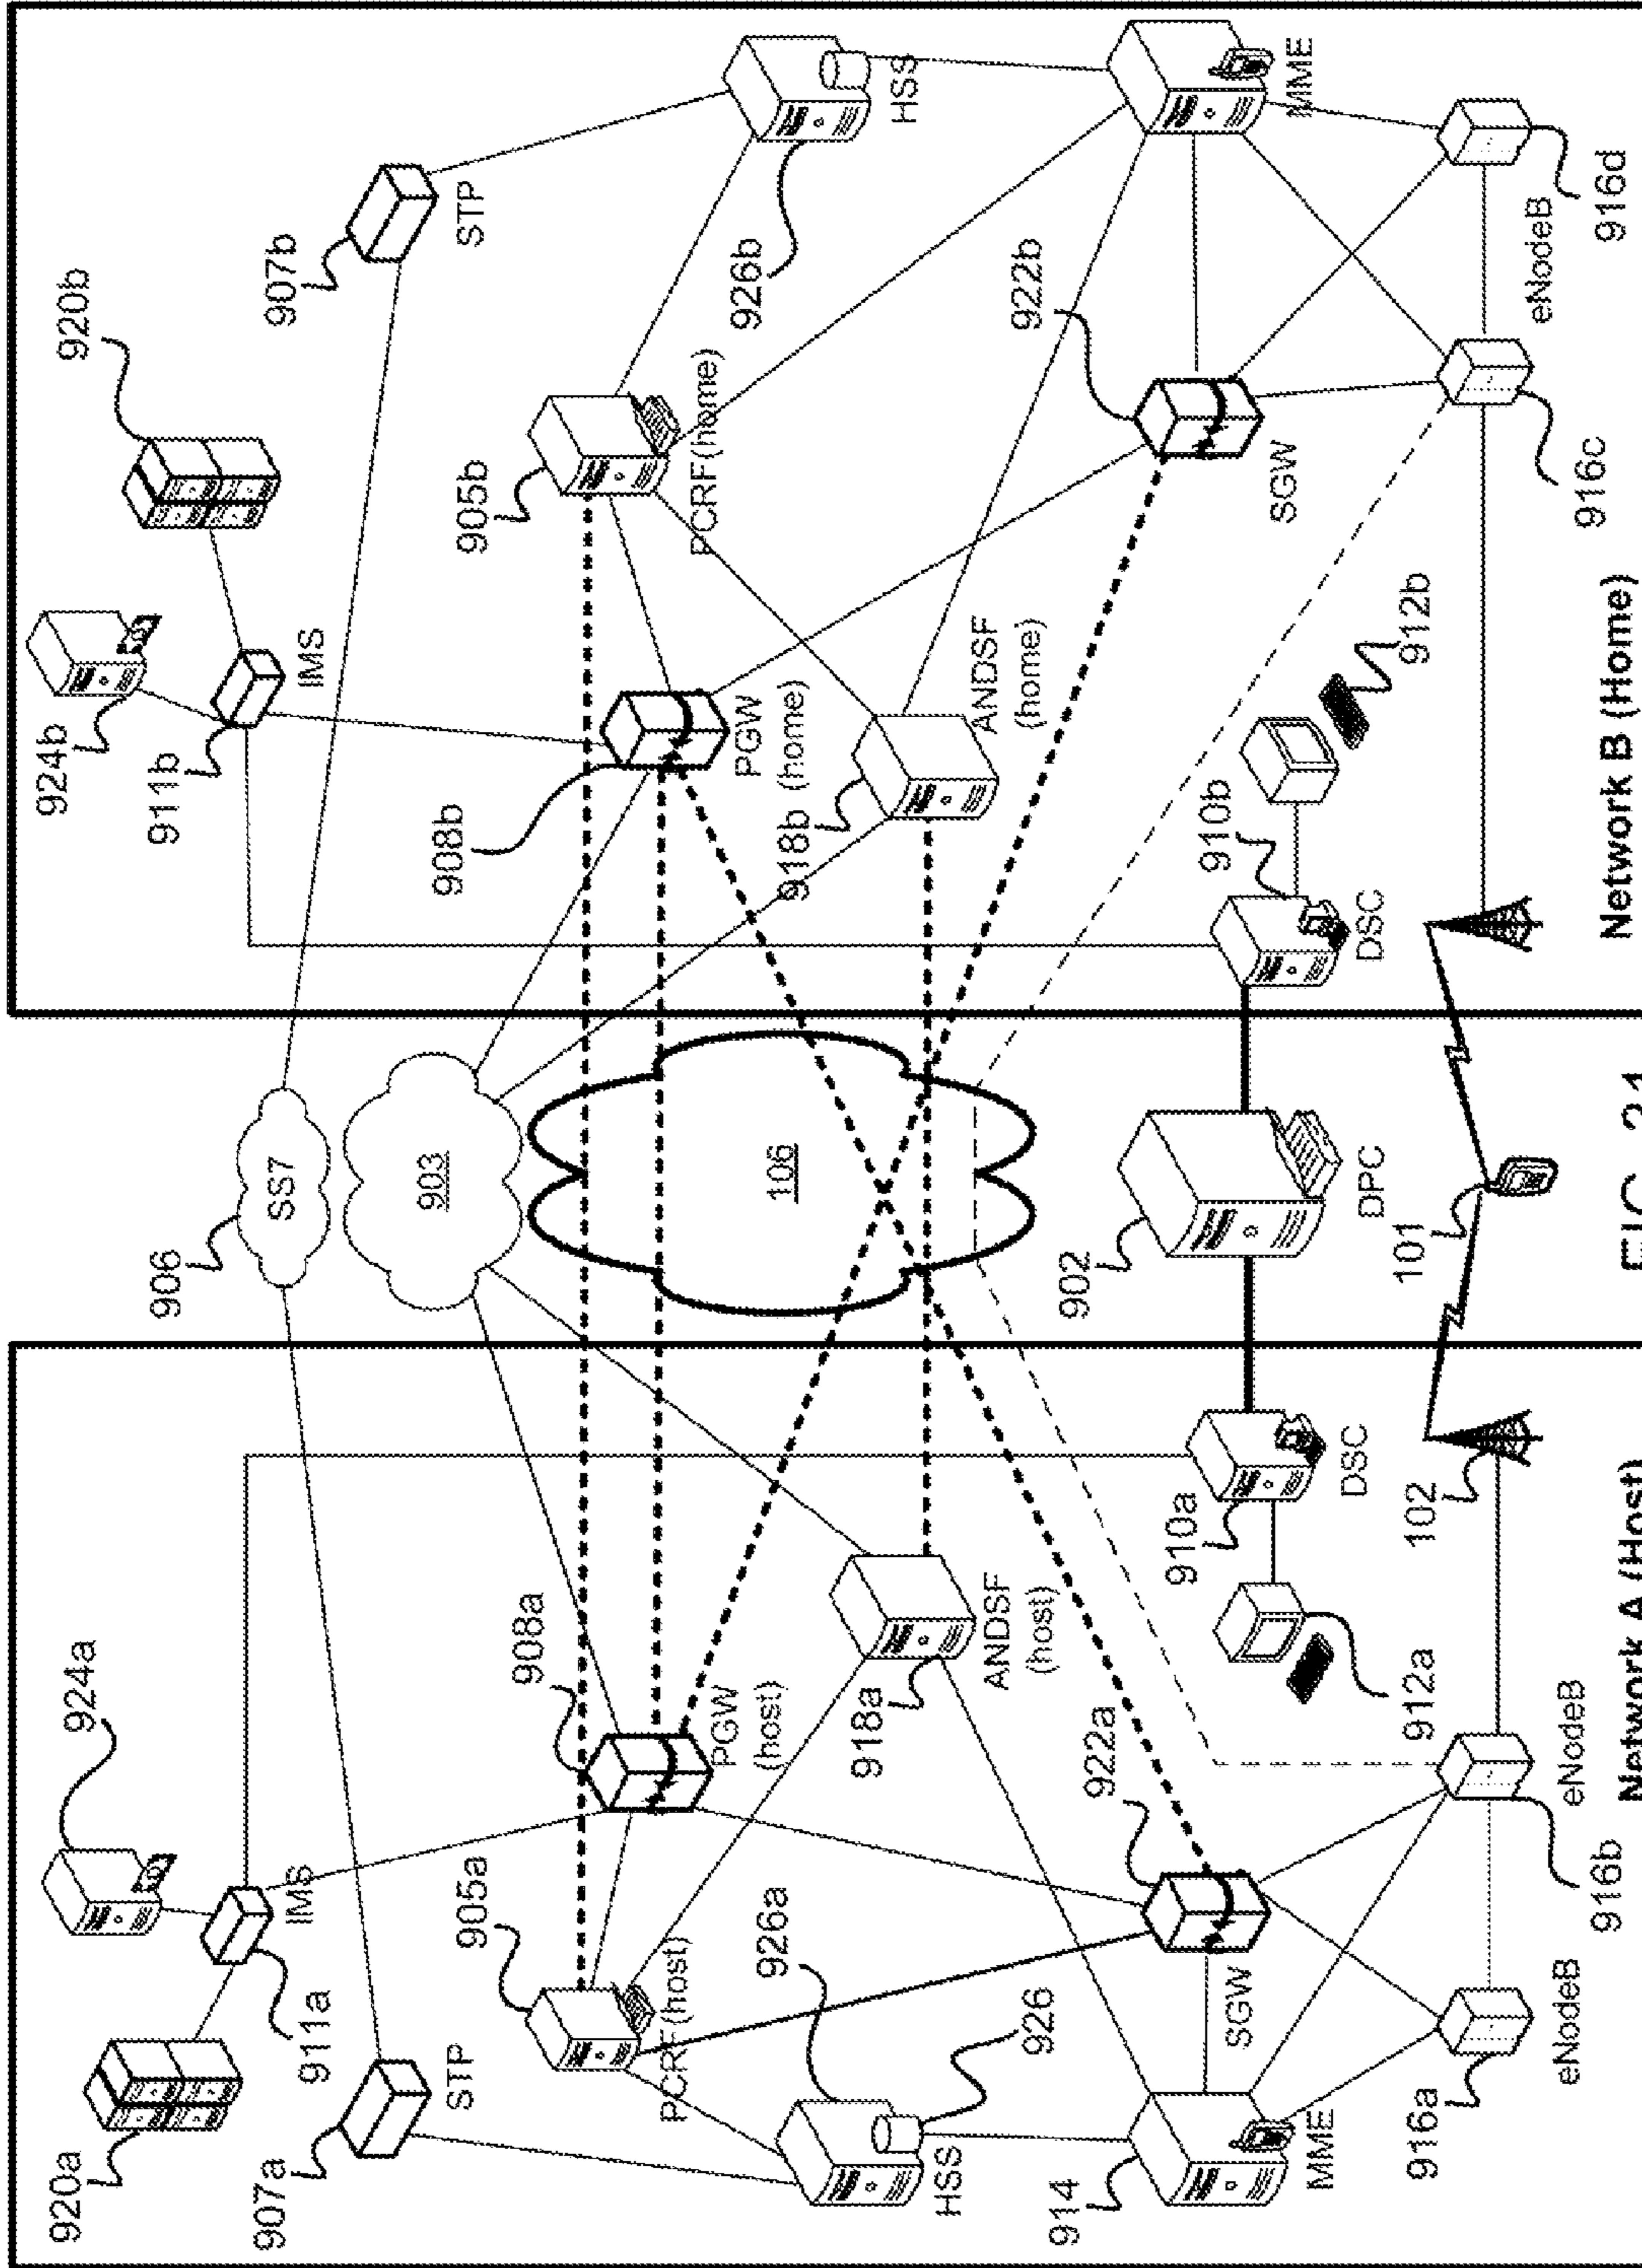 920a
924a
911a
IMS
907a
STP
905a
PCRF(host)
908a
PGW
(host)
926a
926
HSS
918a
ANDSF
(host)
914
MME
922a
SGW
910a
DSC
912a
102
916a
eNodeB
916b
eNodeB
Network A (Host)
906
SS7
903
106
902
DPC
101
FIG. 21
924b
920b
911b
IMS
907b
STP
905b
PCRF(home)
908b
PGW
(home)
926b
HSS
918b
ANDSF
(home)
922b
SGW
MME
910b
DSC
912b
916c
eNodeB
916d
Network B (Home)